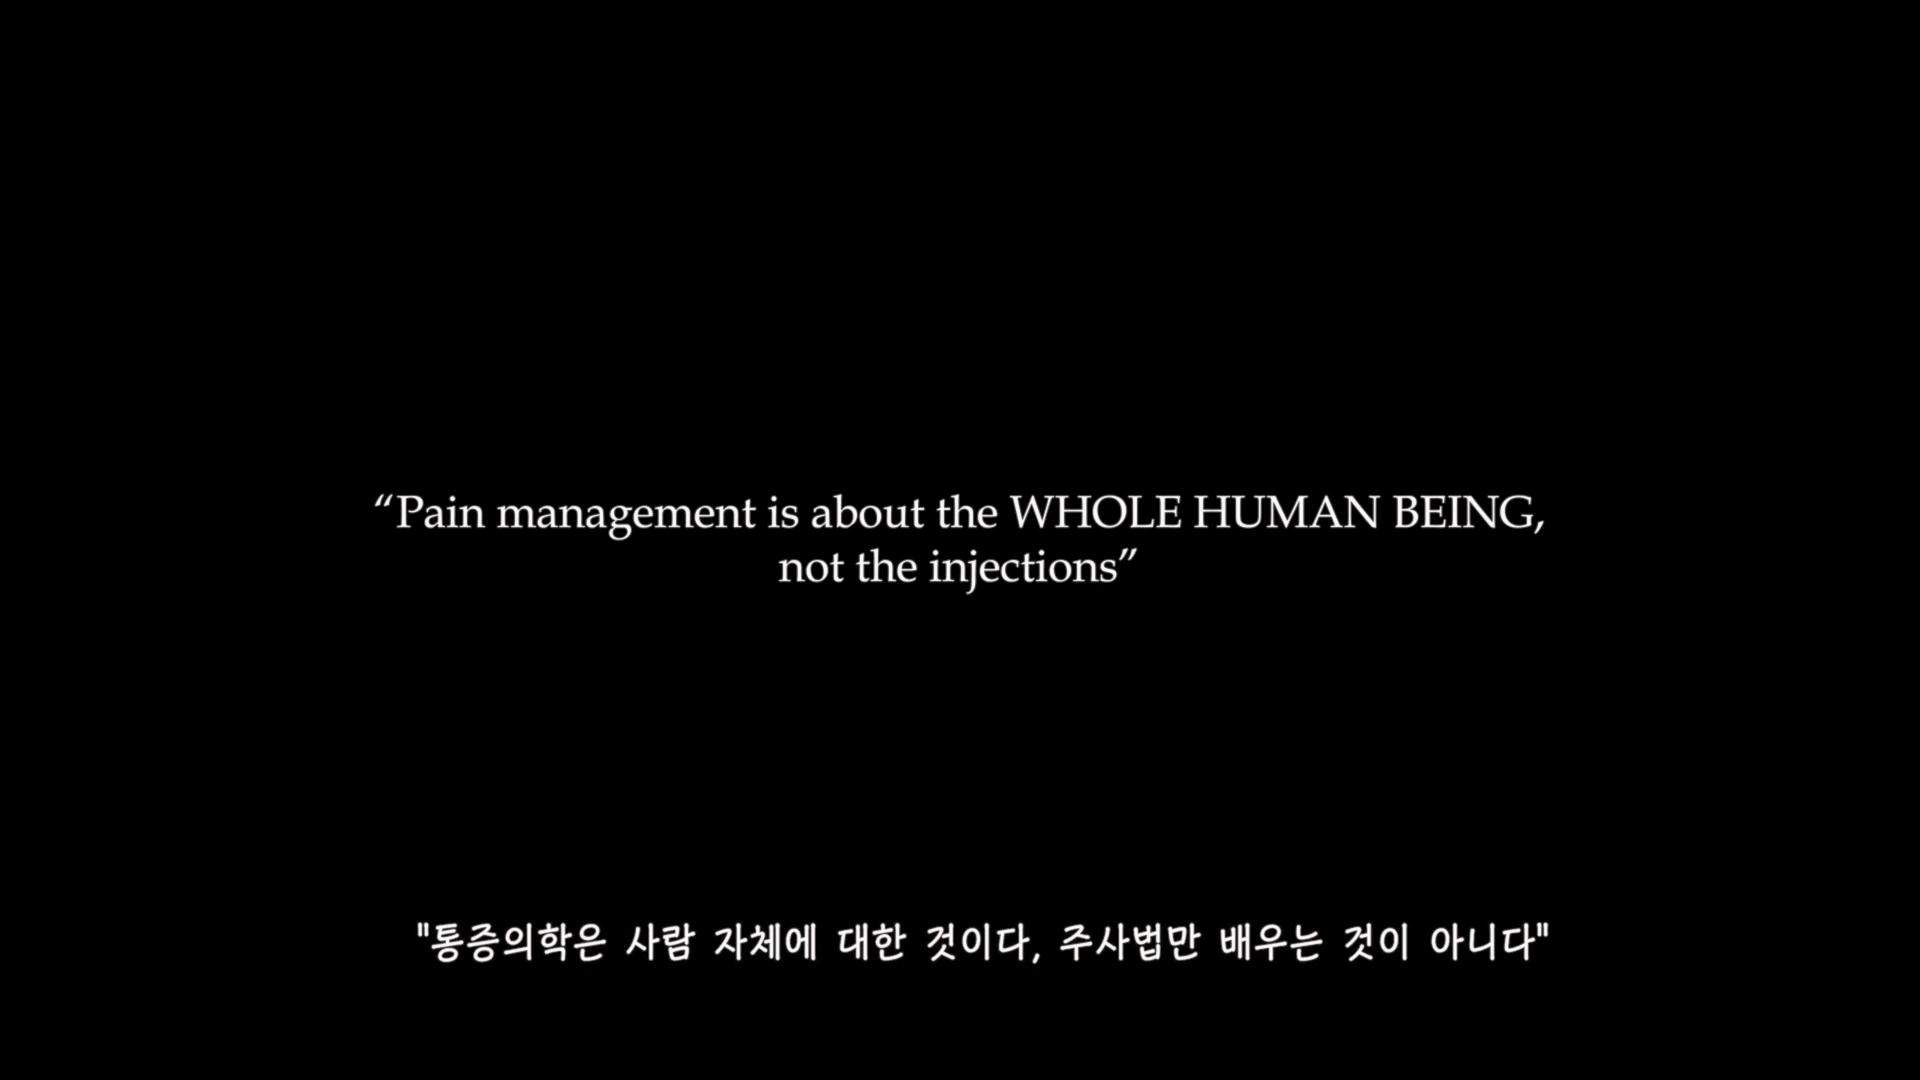 “Pain management is about the WHOLE HUMAN BEING,
not the injections”
"통증의학은 사람 자체에 대한 것이다, 주사법만 배우는 것이 아니다"